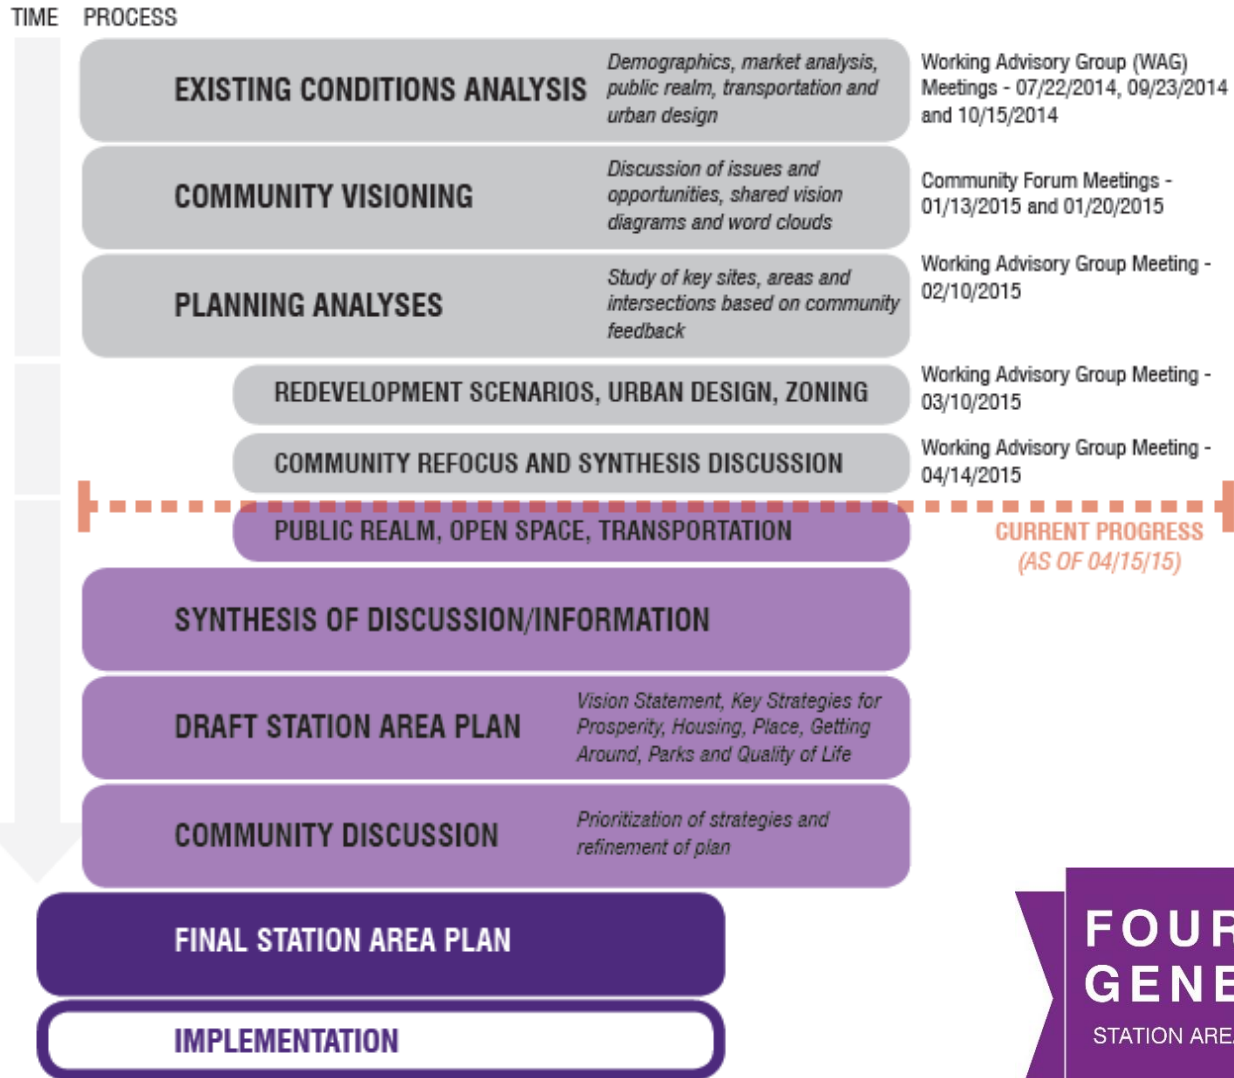 TIME PROCESS
EXISTING CONDITIONS ANALYSIS
Demographics, market analysis,
public realm, transportation and
urban design
Working Advisory Group (WAG)
Meetings - 07/22/2014, 09/23/2014
and 10/15/2014
COMMUNITY VISIONING
Discussion of issues and
opportunities, shared vision
diagrams and word clouds
Community Forum Meetings -
01/13/2015 and 01/20/2015
PLANNING ANALYSES
Study of key sites, areas and
intersections based on community
feedback
Working Advisory Group Meeting -
02/10/2015
REDEVELOPMENT SCENARIOS, URBAN DESIGN, ZONING
Working Advisory Group Meeting -
03/10/2015
COMMUNITY REFOCUS AND SYNTHESIS DISCUSSION
Working Advisory Group Meeting -
04/14/2015
PUBLIC REALM, OPEN SPACE, TRANSPORTATION
CURRENT PROGRESS
(AS OF 04/15/15)
SYNTHESIS OF DISCUSSION/INFORMATION
DRAFT STATION AREA PLAN
Vision Statement, Key Strategies for
Prosperity, Housing, Place, Getting
Around, Parks and Quality of Life
COMMUNITY DISCUSSION
Prioritization of strategies and
refinement of plan
FINAL STATION AREA PLAN
IMPLEMENTATION
FOUR
GENE
STATION AREA